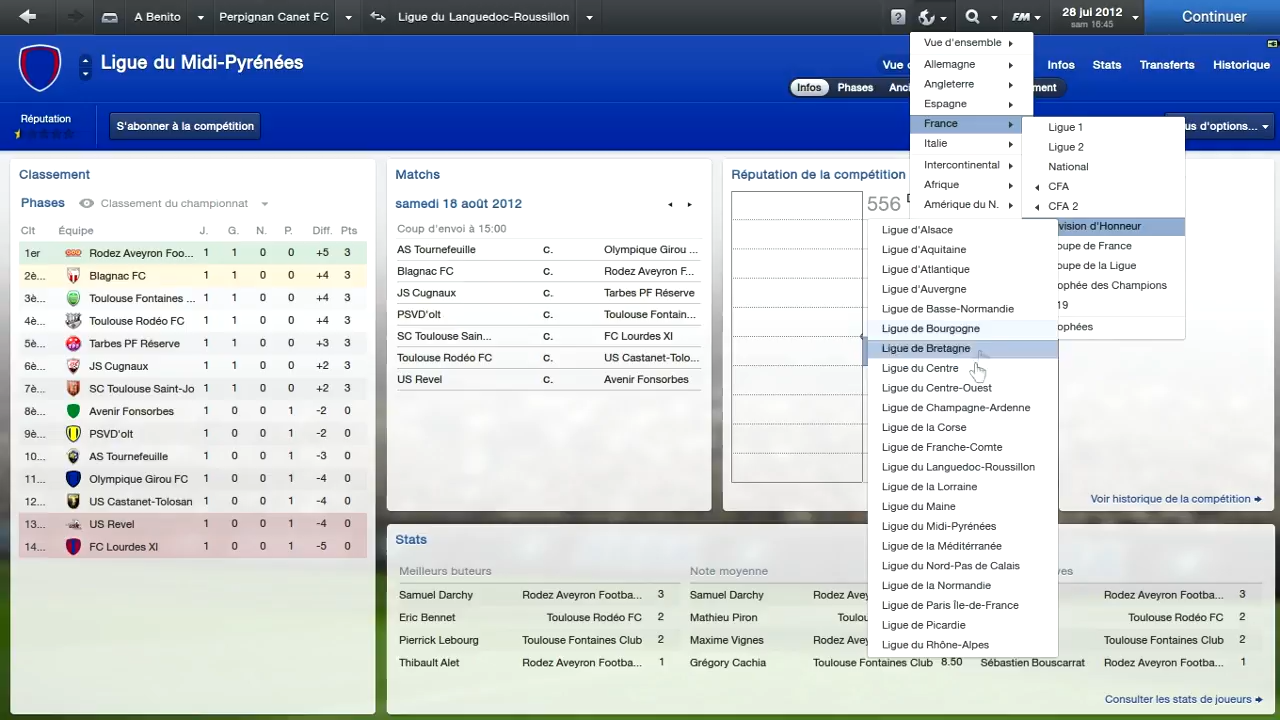 A Benito
Perpignan Canet FC
Ligue du Languedoc-Roussillon
?
FM
28 jul 2012
sam 16:45
Continuer
Ligue du Midi-Pyrénées
Vue
Infos
Stats
Transferts
Historique
Infos
Phases
Réputation
S'abonner à la compétition
d'options...
Vue d'ensemble
Allemagne
Angleterre
Espagne
France
Italie
Intercontinental
Afrique
Amérique du N.
Ligue 1
Ligue 2
National
CFA
CFA 2
vision d'Honneur
oupe de France
oupe de la Ligue
ophée des Champions
19
ophées
Ligue d'Alsace
Ligue d'Aquitaine
Ligue d'Atlantique
Ligue d'Auvergne
Ligue de Basse-Normandie
Ligue de Bourgogne
Ligue de Bretagne
Ligue du Centre
Ligue du Centre-Ouest
Ligue de Champagne-Ardenne
Ligue de la Corse
Ligue de Franche-Comte
Ligue du Languedoc-Roussillon
Ligue de la Lorraine
Ligue du Maine
Ligue du Midi-Pyrénées
Ligue de la Méditérranée
Ligue du Nord-Pas de Calais
Ligue de la Normandie
Ligue de Paris Île-de-France
Ligue de Picardie
Ligue du Rhône-Alpes
Classement
Phases Classement du championnat
Clt Équipe J. G. N. P. Diff. Pts
1er Rodez Aveyron Foo... 1 1 0 0 +5 3
2è... Blagnac FC 1 1 0 0 +4 3
3è... Toulouse Fontaines ... 1 1 0 0 +4 3
4è... Toulouse Rodéo FC 1 1 0 0 +4 3
5è... Tarbes PF Réserve 1 1 0 0 +3 3
6è... JS Cugnaux 1 1 0 0 +2 3
7è... SC Toulouse Saint-Jo 1 1 0 0 +2 3
8è... Avenir Fonsorbes 1 0 0 1 -2 0
9è... PSVD'olt 1 0 0 1 -2 0
10... AS Tournefeuille 1 0 0 1 -3 0
11... Olympique Girou FC 1 0 0 1 -4 0
12... US Castanet-Tolosan 1 0 0 1 -4 0
13... US Revel 1 0 0 1 -4 0
14... FC Lourdes XI 1 0 0 1 -5 0
Matchs
samedi 18 août 2012
Coup d'envoi à 15:00
AS Tournefeuille c. Olympique Girou ...
Blagnac FC c. Rodez Aveyron F...
JS Cugnaux c. Tarbes PF Réserve
PSVD'olt c. Toulouse Fontain...
SC Toulouse Sain... c. FC Lourdes XI
Toulouse Rodéo FC c. US Castanet-Tolo...
US Revel c. Avenir Fonsorbes
Réputation de la compétition
556
Voir historique de la compétition
Stats
Meilleurs buteurs
Samuel Darchy Rodez Aveyron Footba... 3
Eric Bennet Toulouse Rodéo FC 2
Pierrick Lebourg Toulouse Fontaines Club 2
Thibault Alet Rodez Aveyron Footba... 1
Note moyenne
Samuel Darchy Rodez Avey
Mathieu Piron Toulou
Maxime Vignes Rodez Avey
Grégory Cachia Toulouse Fontaines Club 8.50
Rodez Aveyron Footba... 3
Toulouse Rodéo FC 2
Toulouse Fontaines Club 2
Sébastien Bouscarrat Rodez Aveyron Footba... 1
Consulter les stats de joueurs